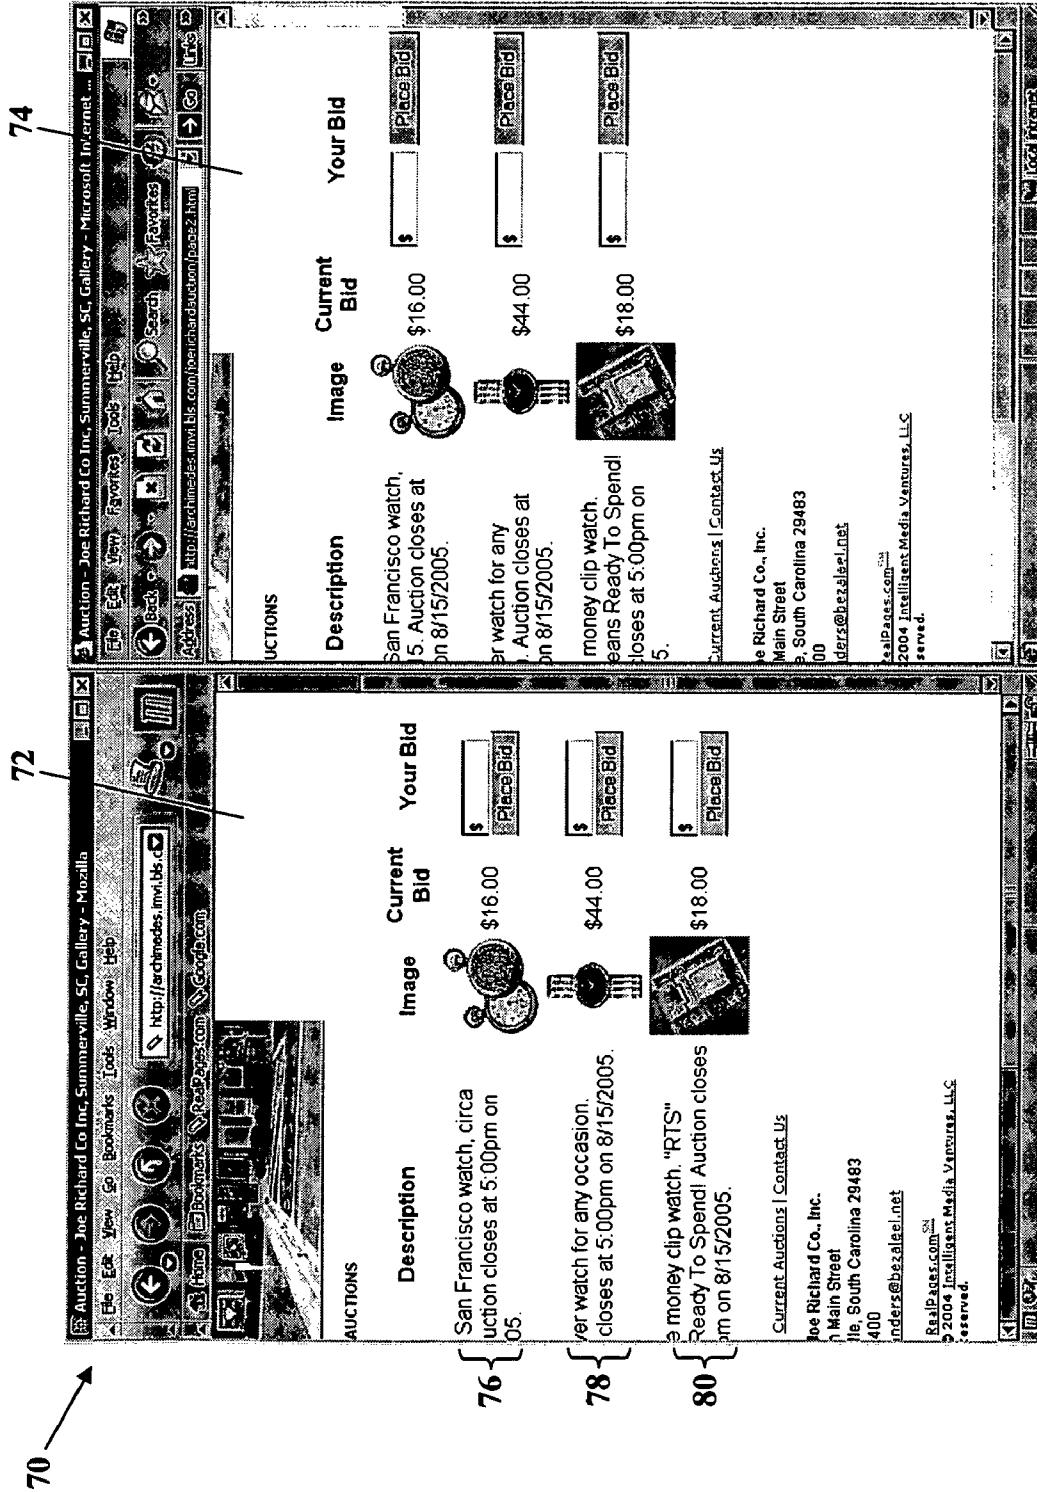 70
72
74
Auction - Joe Richard Co Inc, Summerville, SC, Gallery - Mozilla
File Edit View Go Bookmarks Tools Window Help
http://archimedes.imvi.bls.c
Home Bookmarks RealPages.com Google.com
AUCTIONS
Description Image Current Bid Your Bid
76
San Francisco watch, circa
uction closes at 5:00pm on
05.
$16.00
$
Place Bid
78
ver watch for any occasion.
closes at 5:00pm on 8/15/2005.
$44.00
$
Place Bid
80
e money clip watch. "RTS"
Ready To Spend! Auction closes
om on 8/15/2005.
$18.00
$
Place Bid
Current Auctions | Contact Us
Joe Richard Co., Inc.
n Main Street
lle, South Carolina 29483
400
nders@bezaleel.net
RealPages.com SM
© 2004 Intelligent Media Ventures, LLC
eserved.
Auction - Joe Richard Co Inc, Summerville, SC, Gallery - Microsoft Internet ...
File Edit View Favorites Tools Help
Back Search Favorites
Address http://archimedes.imvi.bls.com/joerichardauction/page2.html Go Links
UCTIONS
Description Image Current Bid Your Bid
San Francisco watch,
15. Auction closes at
on 8/15/2005.
$16.00
$
Place Bid
er watch for any
. Auction closes at
on 8/15/2005.
$44.00
$
Place Bid
money clip watch.
eans Ready To Spend!
closes at 5:00pm on
5.
$18.00
$
Place Bid
Current Auctions | Contact Us
oe Richard Co., Inc.
Main Street
e, South Carolina 29483
00
ders@bezaleel.net
RealPages.com SM
2004 Intelligent Media Ventures, LLC
served.
Local intranet